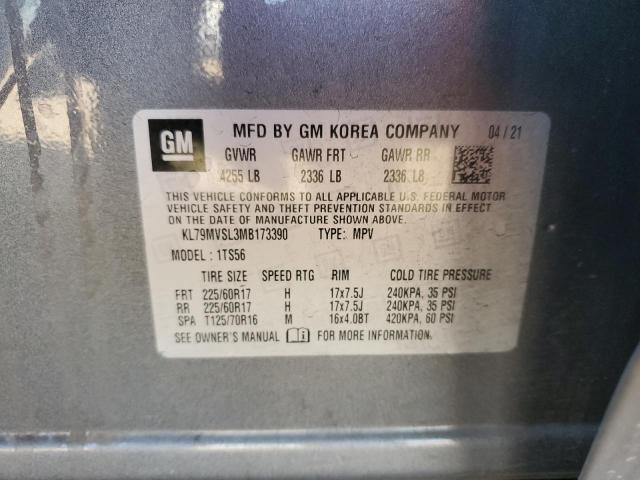 GM MFD BY GM KOREA COMPANY 04 / 21
GVWR GAWR FRT GAWR RR
4255 LB 2336 LB 2336 LB
THIS VEHICLE CONFORMS TO ALL APPLICABLE U.S. FEDERAL MOTOR
VEHICLE SAFETY AND THEFT PREVENTION STANDARDS IN EFFECT
ON THE DATE OF MANUFACTURE SHOWN ABOVE.
KL79MVSL3MB173390 TYPE: MPV
MODEL : 1TS56
TIRE SIZE SPEED RTG RIM COLD TIRE PRESSURE
FRT 225/60R17 H 17x7.5J 240KPA, 35 PSI
RR 225/60R17 H 17x7.5J 240KPA, 35 PSI
SPA T125/70R16 M 16x4.0BT 420KPA, 60 PSI
SEE OWNER'S MANUAL FOR MORE INFORMATION.